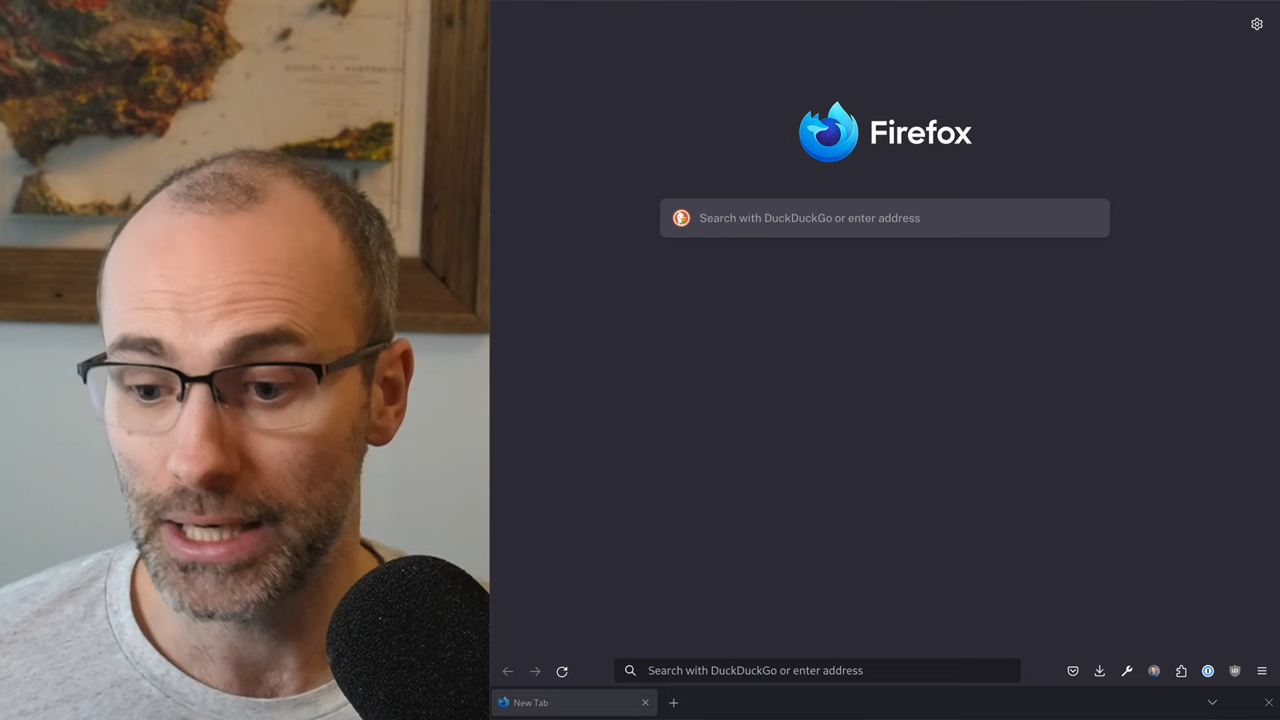 Firefox
Search with DuckDuckGo or enter address
Search with DuckDuckGo or enter address
New Tab